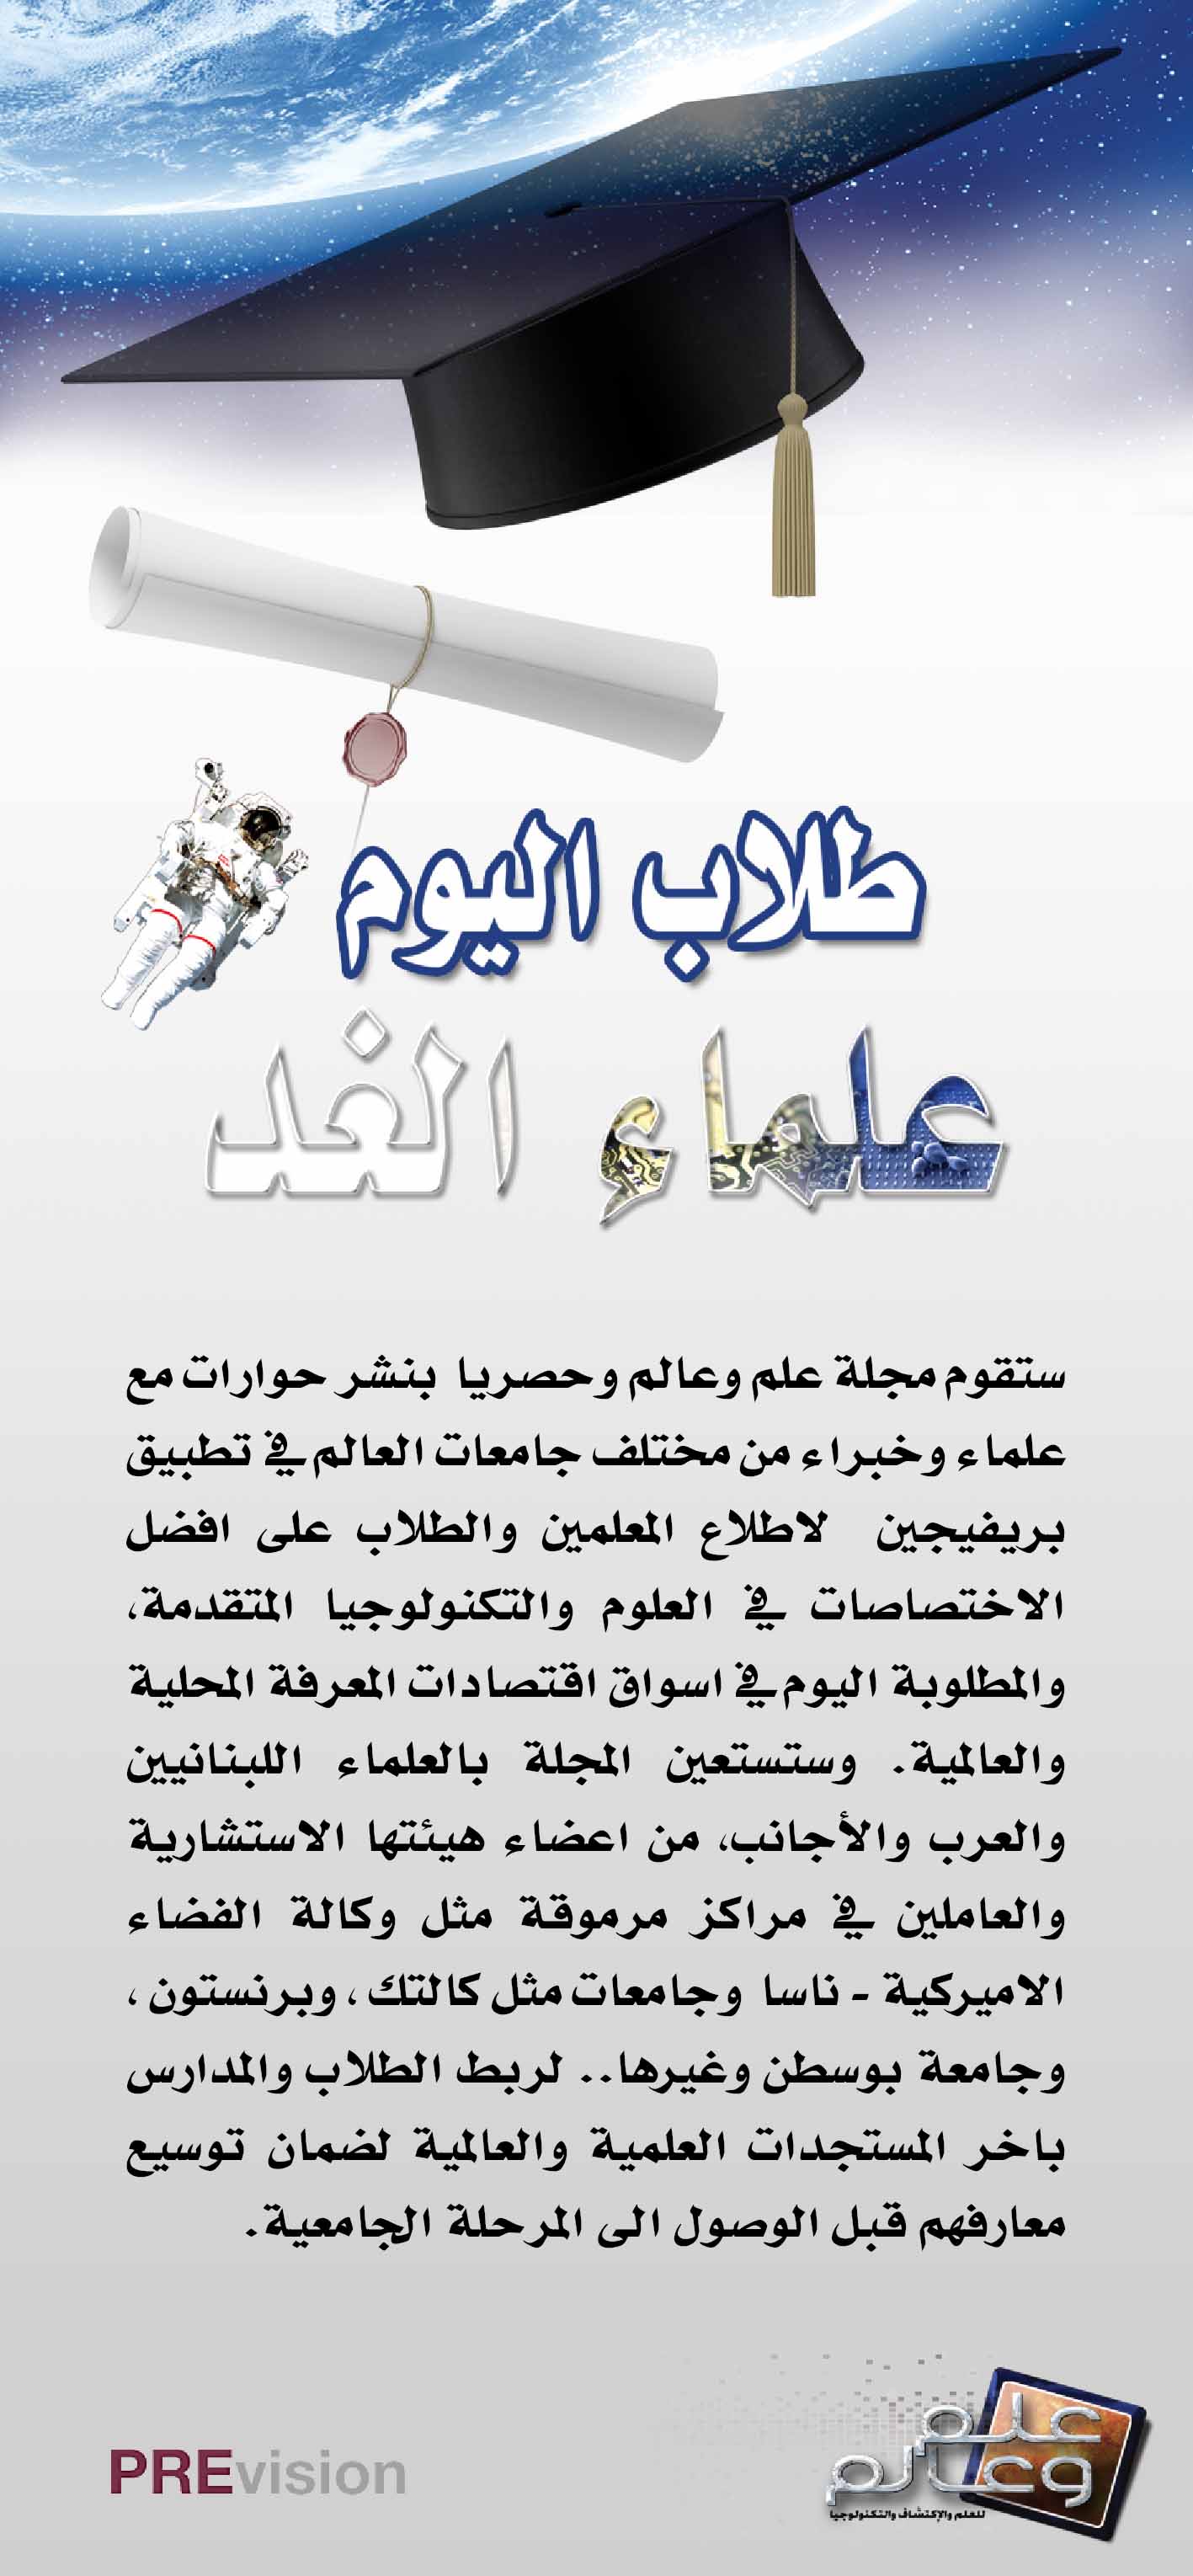 طلاب اليوم
علماء الغد
ستقوم مجلة علم وعالم وحصريا بنشر حوارات مع
علماء وخبراء من مختلف جامعات العالم في تطبيق
بريفيجين لاطلاع المعلمين والطلاب على افضل
الاختصاصات في العلوم والتكنولوجيا المتقدمة،
والمطلوبة اليوم في اسواق اقتصادات المعرفة المحلية
والعالمية. وستستعين المجلة بالعلماء اللبنانيين
والعرب والأجانب، من اعضاء هيئتها الاستشارية
والعاملين في مراكز مرموقة مثل وكالة الفضاء
الاميركية - ناسا وجامعات مثل كالتك، وبرنستون،
وجامعة بوسطن وغيرها.. لربط الطلاب والمدارس
باخر المستجدات العلمية والعالمية لضمان توسيع
معارفهم قبل الوصول الى المرحلة الجامعية.
علم
وعالم
للعلم والإكتشاف والتكنولوجيا
PREvision